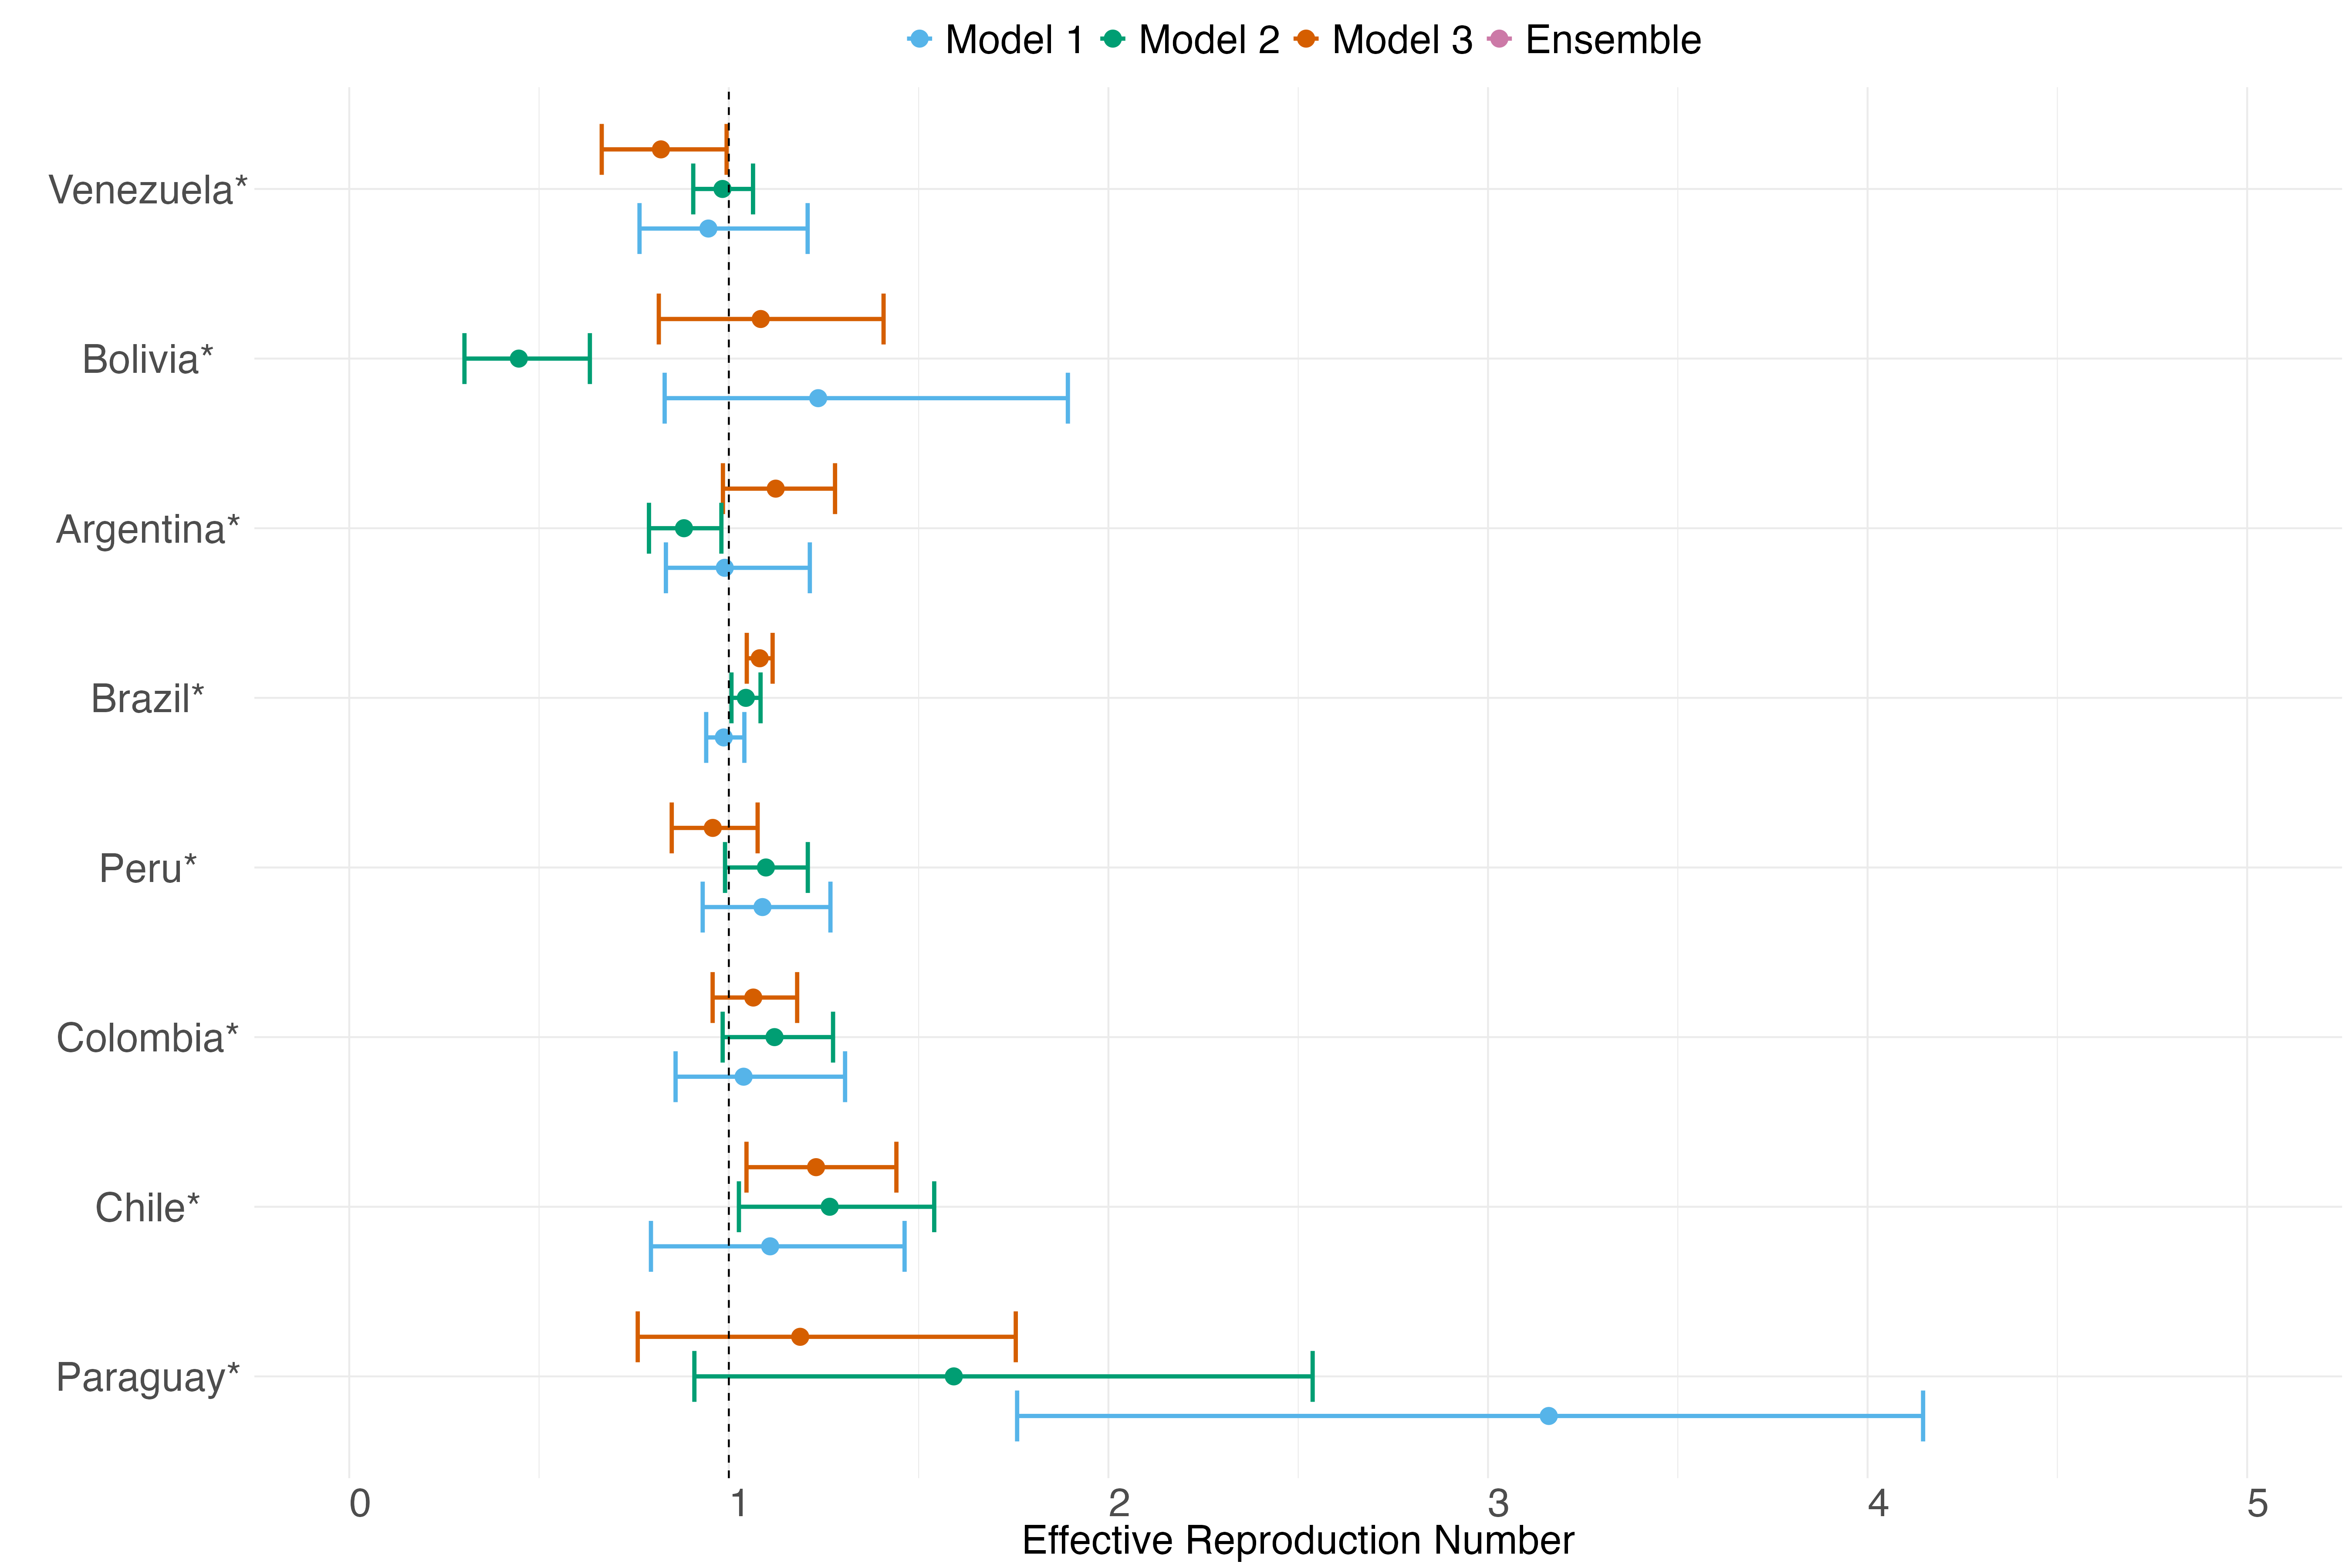 Model 1 Model 2 Model 3 Ensemble
Venezuela*
Bolivia*
Argentina*
Brazil*
Peru*
Colombia*
Chile*
Paraguay*
0 1 2 3 4 5
Effective Reproduction Number